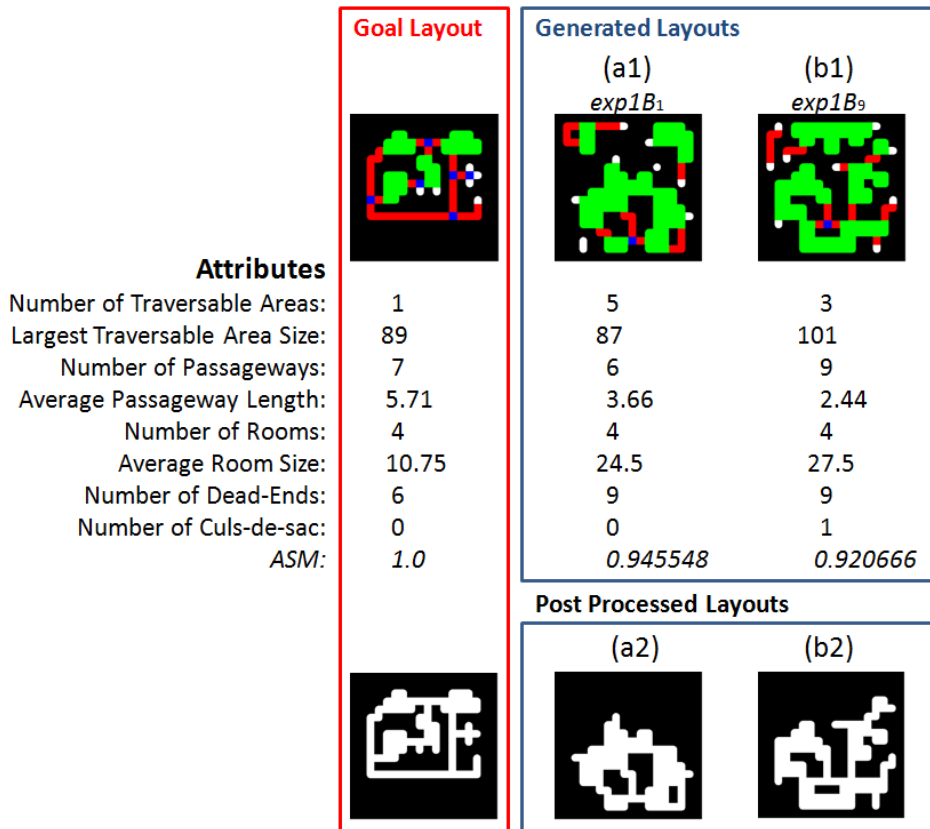 Goal Layout
Generated Layouts
(a1) (b1)
exp1B₁ exp1B₉
Attributes
Number of Traversable Areas: 1 5 3
Largest Traversable Area Size: 89 87 101
Number of Passageways: 7 6 9
Average Passageway Length: 5.71 3.66 2.44
Number of Rooms: 4 4 4
Average Room Size: 10.75 24.5 27.5
Number of Dead-Ends: 6 9 9
Number of Culs-de-sac: 0 0 1
ASM: 1.0 0.945548 0.920666
Post Processed Layouts
(a2) (b2)